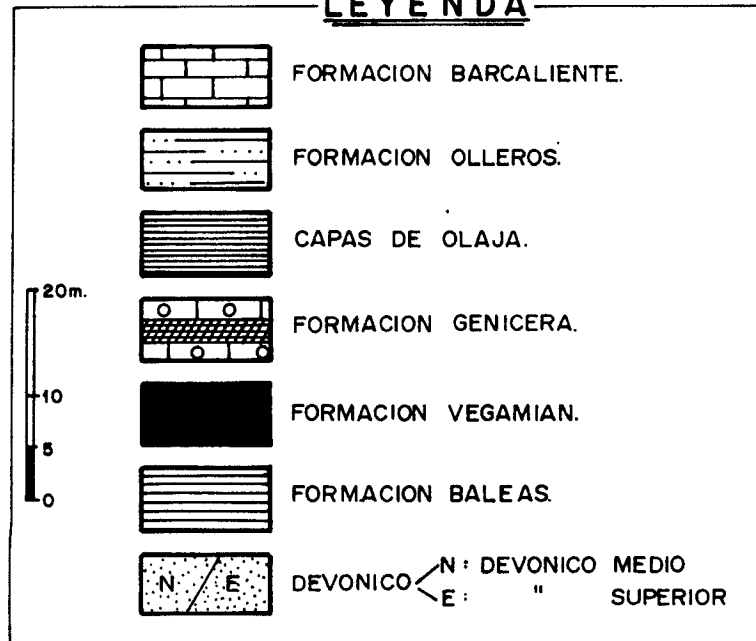 LEYENDA
FORMACION BARCALIENTE.
FORMACION OLLEROS.
CAPAS DE OLAJA.
20m.
FORMACION GENICERA.
10
FORMACION VEGAMIAN.
5
0
FORMACION BALEAS.
N E
DEVONICO
N: DEVONICO MEDIO
E: " SUPERIOR